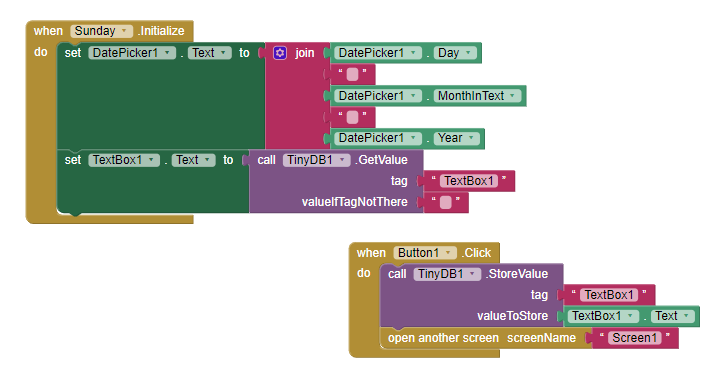 when Sunday .Initialize
do set DatePicker1 . Text to join DatePicker1 . Day
“ ”
DatePicker1 . MonthInText
“ ”
DatePicker1 . Year
set TextBox1 . Text to call TinyDB1 .GetValue
tag “ TextBox1 ”
valueIfTagNotThere “ ”
when Button1 .Click
do call TinyDB1 .StoreValue
tag “ TextBox1 ”
valueToStore TextBox1 . Text
open another screen screenName “ Screen1 ”